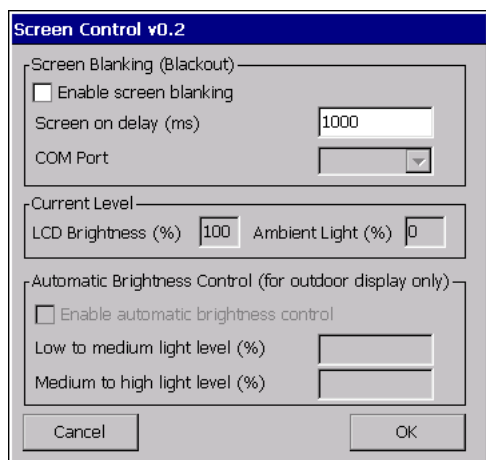 Screen Control v0.2
Screen Blanking (Blackout)
Enable screen blanking
Screen on delay (ms) 1000
COM Port
Current Level
LCD Brightness (%) 100 Ambient Light (%) 0
Automatic Brightness Control (for outdoor display only)
Enable automatic brightness control
Low to medium light level (%)
Medium to high light level (%)
Cancel OK